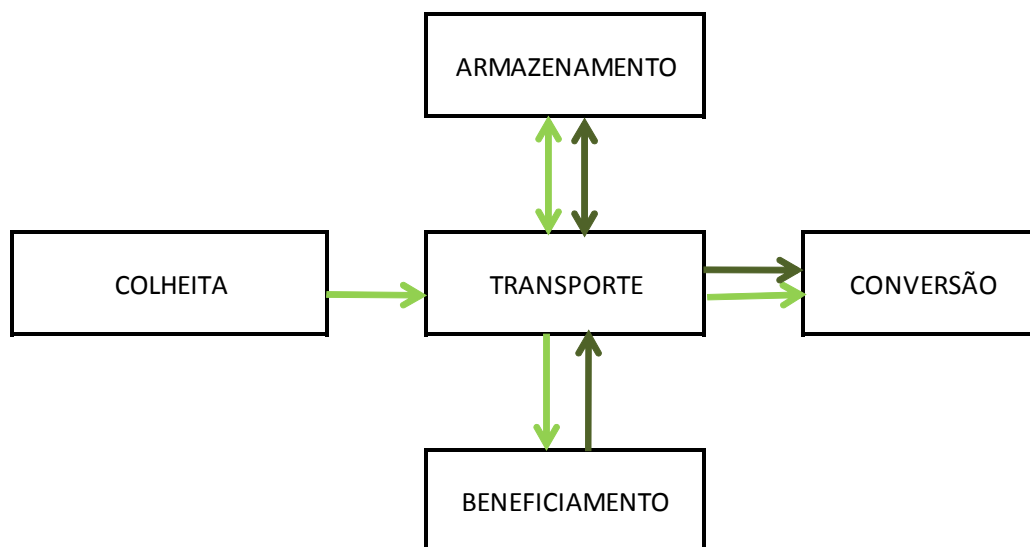 ARMAZENAMENTO
COLHEITA
TRANSPORTE
CONVERSÃO
BENEFICIAMENTO